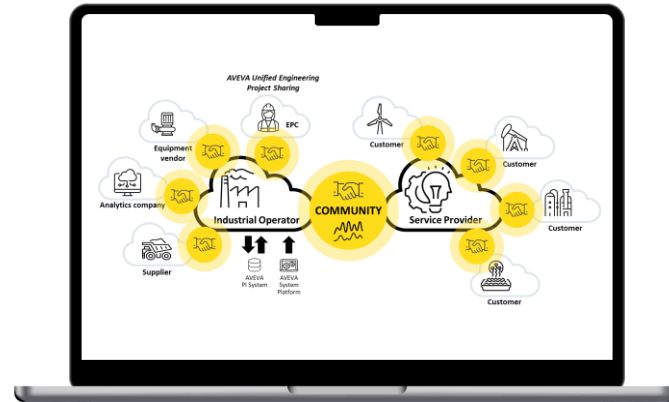 AVEVA Unified Engineering
Project Sharing
EPC
Equipment
vendor
Customer
Customer
Analytics company
Industrial Operator
COMMUNITY
Service Provider
Customer
Supplier
AVEVA
PI System
AVEVA
System
Platform
Customer